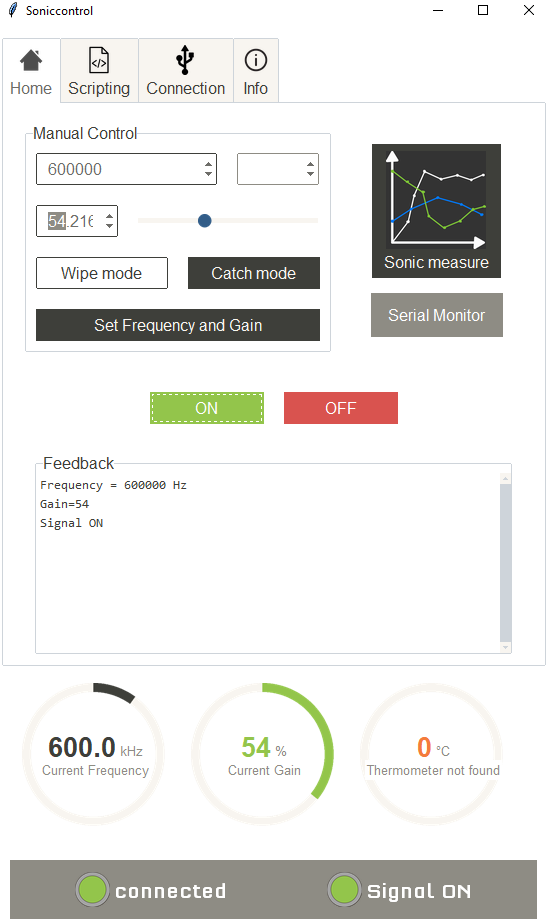 Soniccontrol
Home
Scripting
Connection
Info
Manual Control
600000
54.216
Wipe mode
Catch mode
Set Frequency and Gain
Sonic measure
Serial Monitor
ON
OFF
Feedback
Frequency = 600000 Hz
Gain=54
Signal ON
600.0 kHz
Current Frequency
54 %
Current Gain
0 °C
Thermometer not found
connected
Signal ON